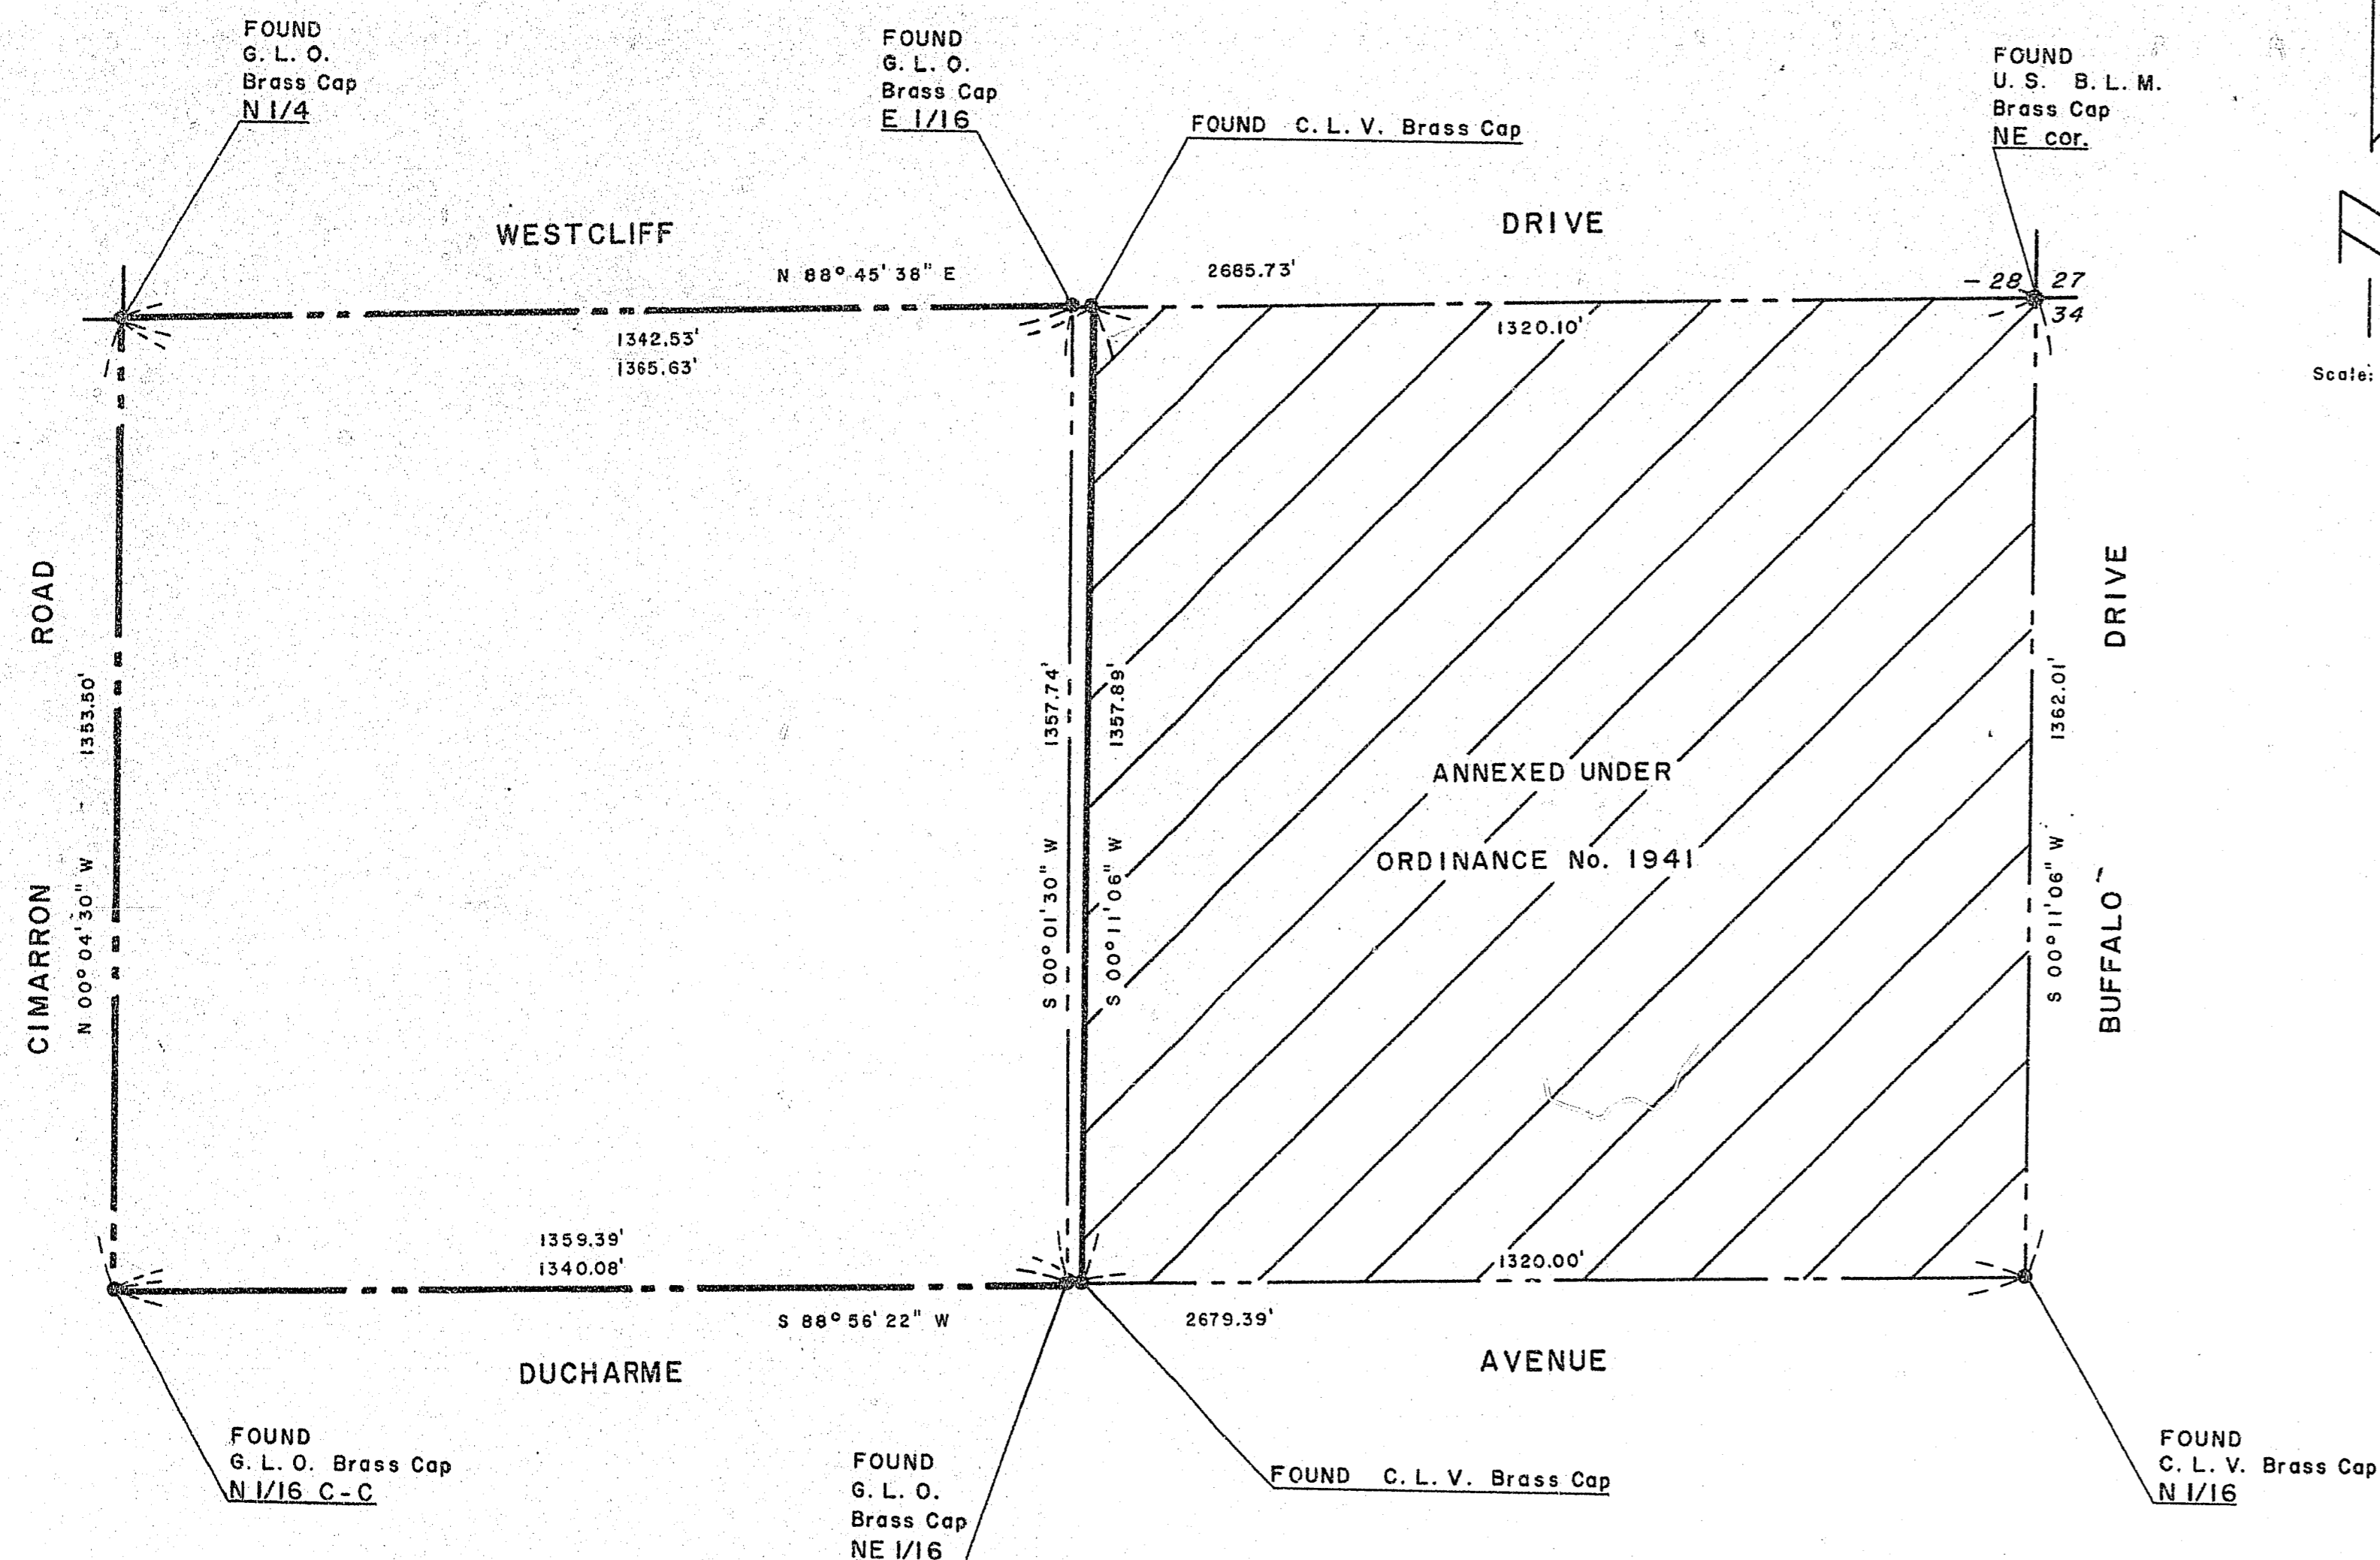 FOUND
G. L. O.
Brass Cap
N 1/4
FOUND
G. L. O.
Brass Cap
E 1/16
FOUND C. L. V. Brass Cap
FOUND
U. S. B. L. M.
Brass Cap
NE cor.
WESTCLIFF DRIVE
N 88° 45' 38" E 2685.73'
28 27
34
1342.53'
1365.63'
1320.10'
Scale:
CIMARRON ROAD
N 00° 04' 30" W 1353.50'
S 00° 01' 30" W 1357.74'
S 00° 11' 06" W 1357.89'
ANNEXED UNDER
ORDINANCE No. 1941
S 00° 11' 06" W 1362.01'
BUFFALO DRIVE
1359.39'
1340.08'
1320.00'
S 88° 56' 22" W 2679.39'
DUCHARME AVENUE
FOUND
G. L. O. Brass Cap
N 1/16 C-C
FOUND
G. L. O.
Brass Cap
NE 1/16
FOUND C. L. V. Brass Cap
FOUND
C. L. V. Brass Cap
N 1/16